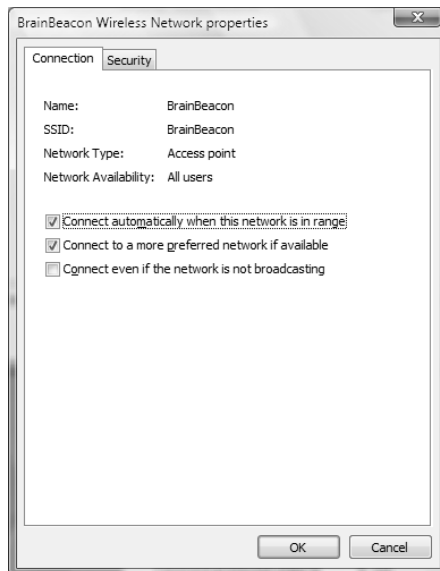 BrainBeacon Wireless Network properties
Connection Security
Name: BrainBeacon
SSID: BrainBeacon
Network Type: Access point
Network Availability: All users
Connect automatically when this network is in range
Connect to a more preferred network if available
Connect even if the network is not broadcasting
OK Cancel